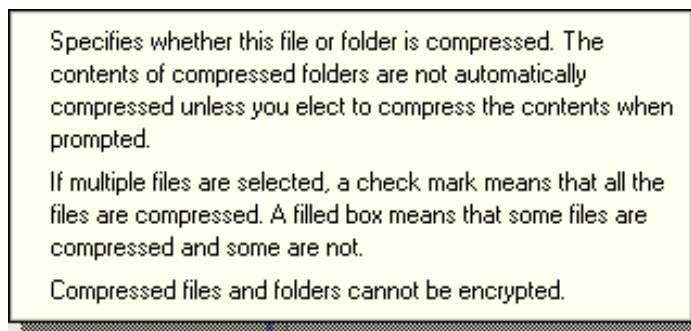 Specifies whether this file or folder is compressed. The
contents of compressed folders are not automatically
compressed unless you elect to compress the contents when
prompted.
If multiple files are selected, a check mark means that all the
files are compressed. A filled box means that some files are
compressed and some are not.
Compressed files and folders cannot be encrypted.